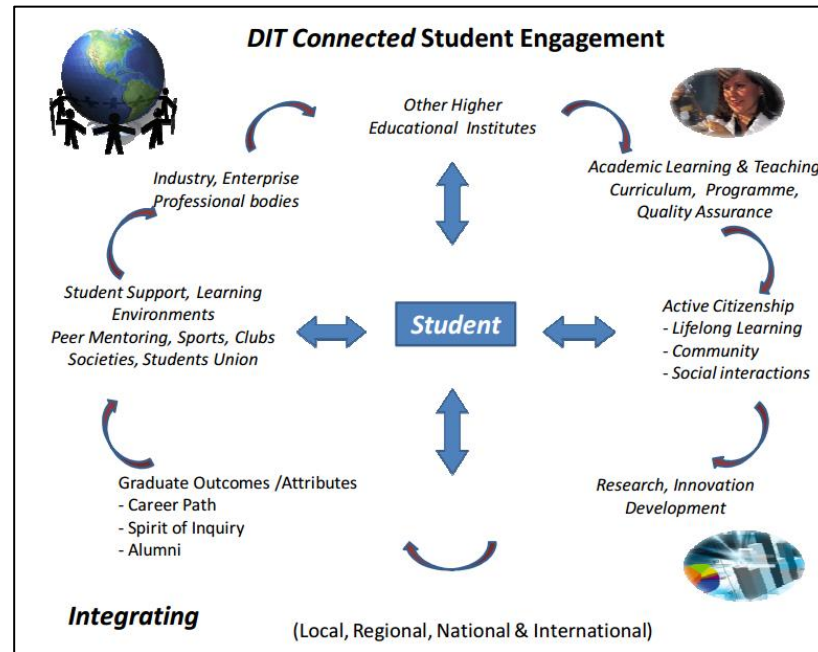 DIT Connected Student Engagement
Other Higher
Educational Institutes
Academic Learning & Teaching
Curriculum, Programme,
Quality Assurance
Industry, Enterprise
Professional bodies
Student Support, Learning
Environments
Peer Mentoring, Sports, Clubs
Societies, Students Union
Student
Active Citizenship
- Lifelong Learning
- Community
- Social interactions
Graduate Outcomes /Attributes
- Career Path
- Spirit of Inquiry
- Alumni
Research, Innovation
Development
Integrating
(Local, Regional, National & International)